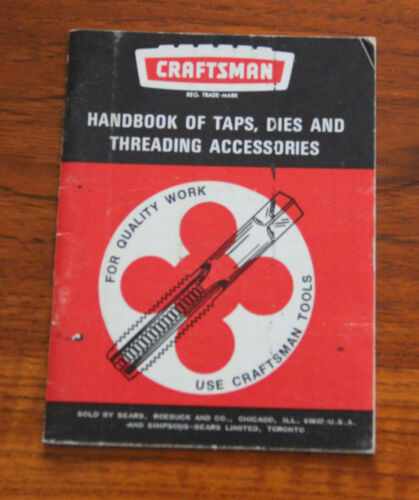 CRAFTSMAN
REG. TRADE-MARK
HANDBOOK OF TAPS, DIES AND
THREADING ACCESSORIES
FOR QUALITY WORK
USE CRAFTSMAN TOOLS
SOLD BY SEARS, ROEBUCK AND CO., CHICAGO, ILL. U.S.A.
AND SIMPSONS-SEARS LIMITED, TORONTO